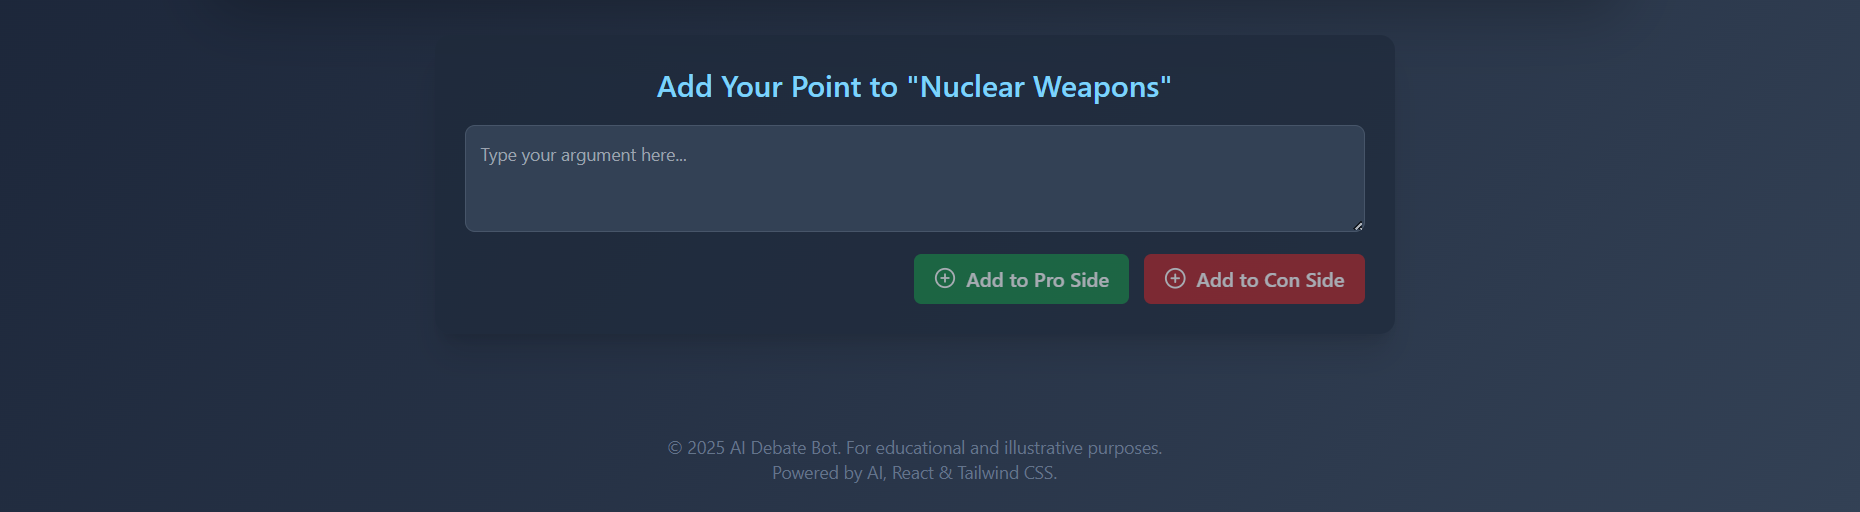 Add Your Point to "Nuclear Weapons"
Type your argument here...
Add to Pro Side
Add to Con Side
© 2025 AI Debate Bot. For educational and illustrative purposes.
Powered by AI, React & Tailwind CSS.